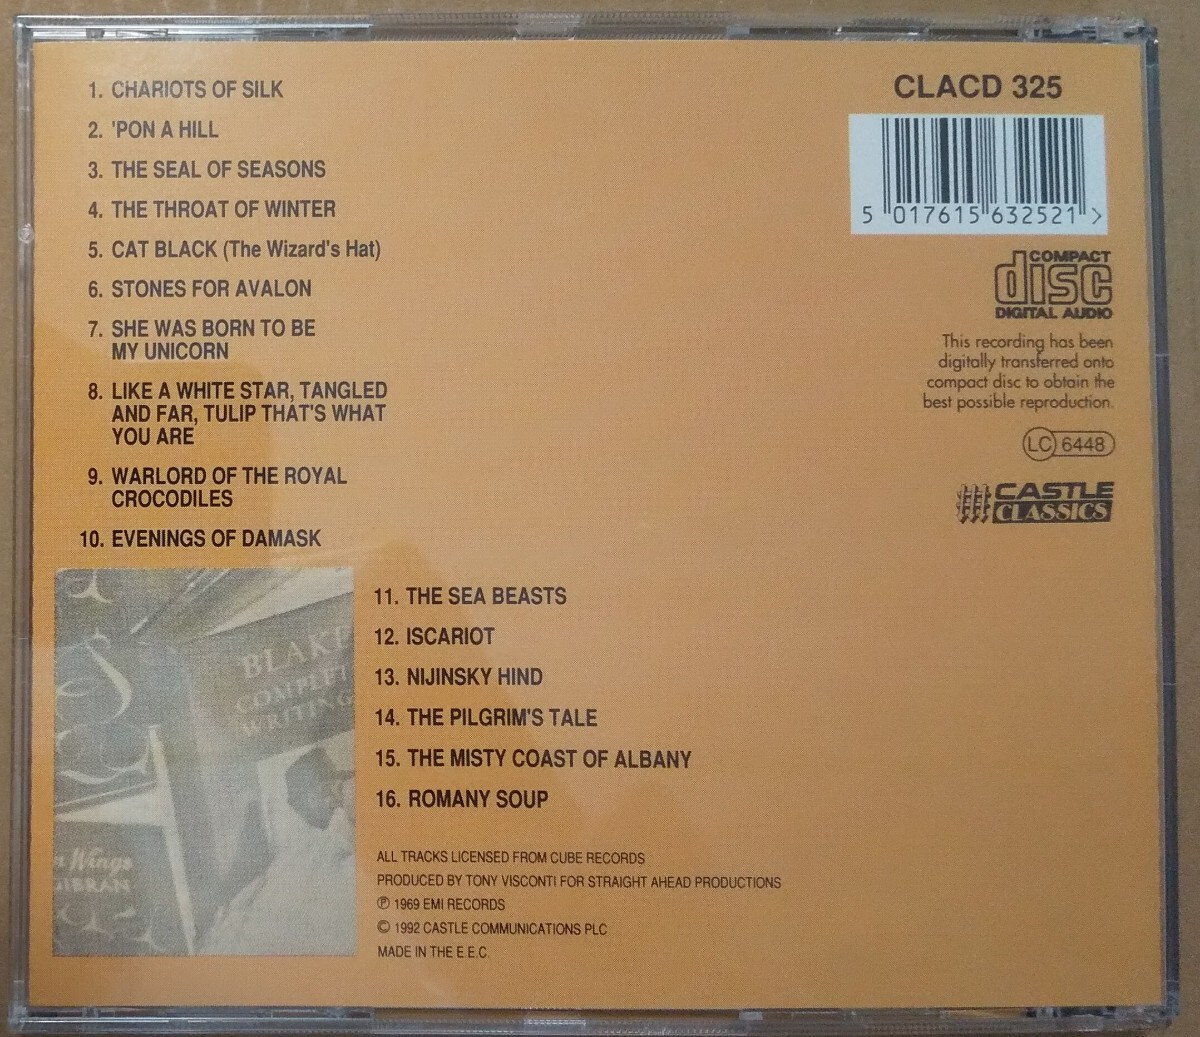 1. CHARIOTS OF SILK
2. 'PON A HILL
3. THE SEAL OF SEASONS
4. THE THROAT OF WINTER
5. CAT BLACK (The Wizard's Hat)
6. STONES FOR AVALON
7. SHE WAS BORN TO BE
MY UNICORN
8. LIKE A WHITE STAR, TANGLED
AND FAR, TULIP THAT'S WHAT
YOU ARE
9. WARLORD OF THE ROYAL
CROCODILES
10. EVENINGS OF DAMASK
11. THE SEA BEASTS
12. ISCARIOT
13. NIJINSKY HIND
14. THE PILGRIM'S TALE
15. THE MISTY COAST OF ALBANY
16. ROMANY SOUP
ALL TRACKS LICENSED FROM CUBE RECORDS
PRODUCED BY TONY VISCONTI FOR STRAIGHT AHEAD PRODUCTIONS
℗ 1969 EMI RECORDS
© 1992 CASTLE COMMUNICATIONS PLC
MADE IN THE E.E.C.
CLACD 325
5 017615 632521 >
COMPACT
disc
DIGITAL AUDIO
This recording has been
digitally transferred onto
compact disc to obtain the
best possible reproduction.
LC 6448
CASTLE
CLASSICS
BLAKE
COMPLET
WRITING
Wings
GIBRAN